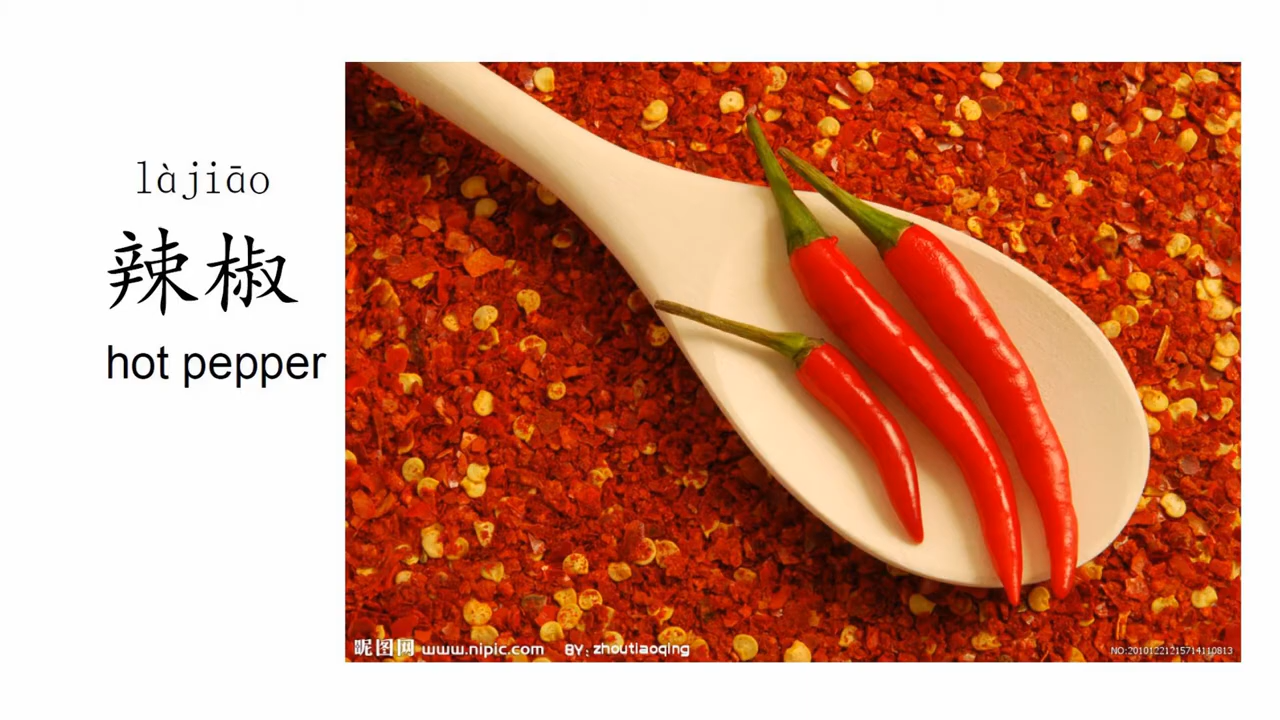 làjiāo
辣椒
hot pepper
昵图网 www.nipic.com BY:zhoutiaoqing
NO:20101221215714110813